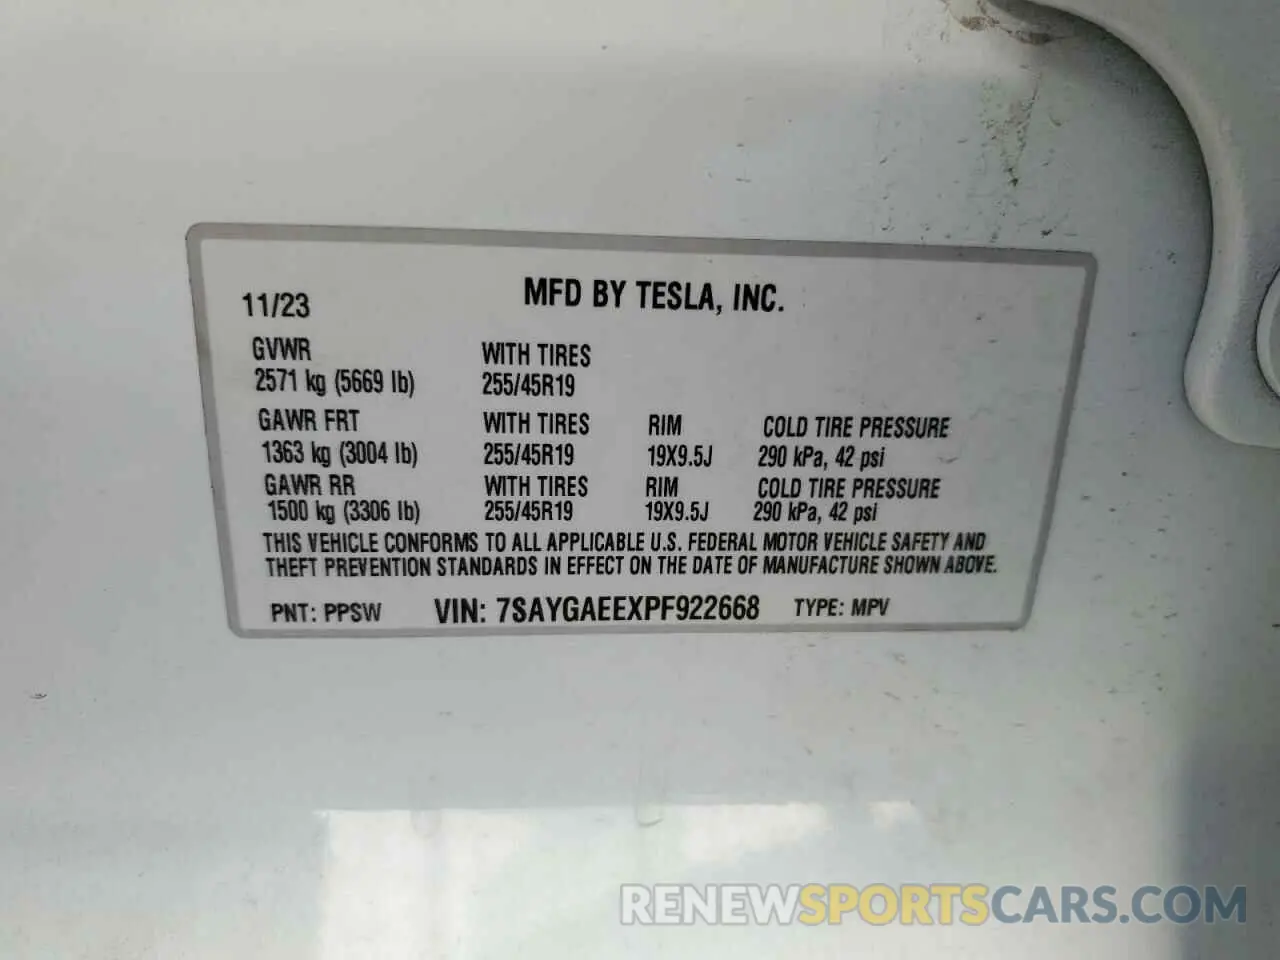 11/23 MFD BY TESLA, INC.
GVWR WITH TIRES
2571 kg (5669 lb) 255/45R19
GAWR FRT WITH TIRES RIM COLD TIRE PRESSURE
1363 kg (3004 lb) 255/45R19 19X9.5J 290 kPa, 42 psi
GAWR RR WITH TIRES RIM COLD TIRE PRESSURE
1500 kg (3306 lb) 255/45R19 19X9.5J 290 kPa, 42 psi
THIS VEHICLE CONFORMS TO ALL APPLICABLE U.S. FEDERAL MOTOR VEHICLE SAFETY AND
THEFT PREVENTION STANDARDS IN EFFECT ON THE DATE OF MANUFACTURE SHOWN ABOVE.
PNT: PPSW VIN: 7SAYGAEEXPF922668 TYPE: MPV
RENEWSPORTSCARS.COM